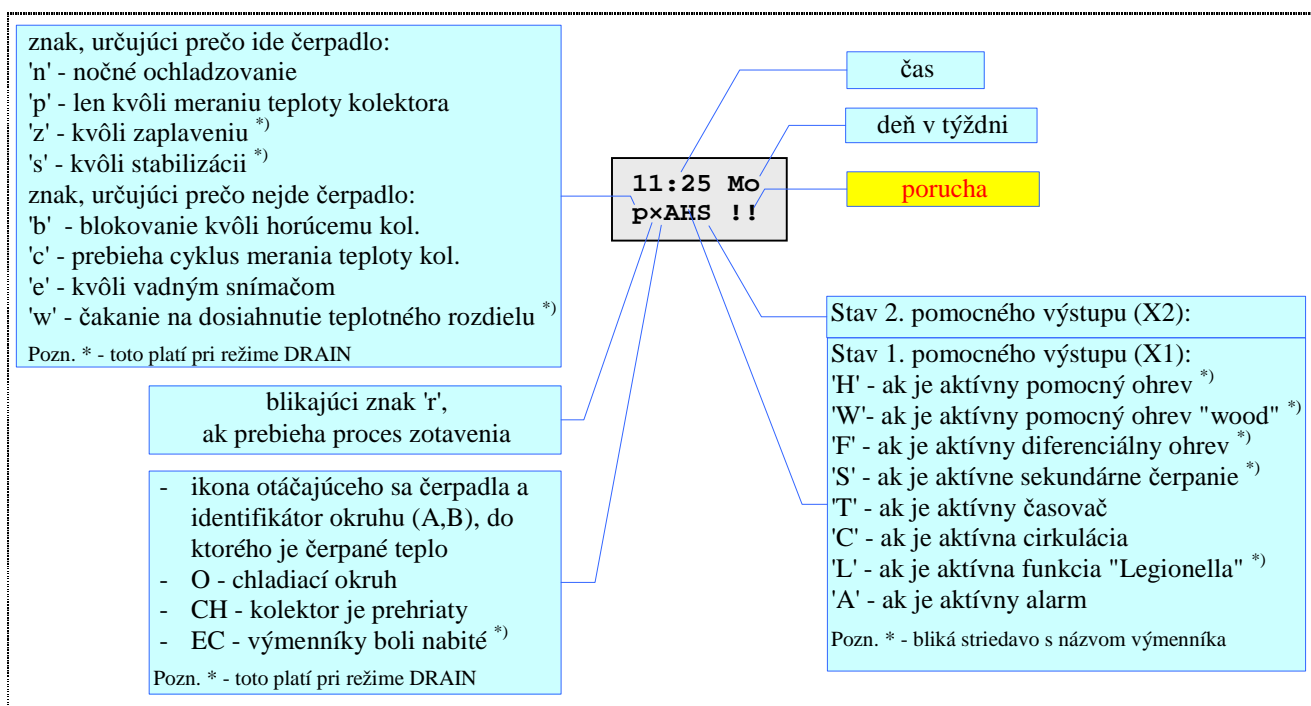 znak, určujúci prečo ide čerpadlo:
'n' - nočné ochladzovanie
'p' - len kvôli meraniu teploty kolektora
'z' - kvôli zaplaveniu *)
's' - kvôli stabilizácii *)
znak, určujúci prečo nejde čerpadlo:
'b' - blokovanie kvôli horúcemu kol.
'c' - prebieha cyklus merania teploty kol.
'e' - kvôli vadným snímačom
'w' - čakanie na dosiahnutie teplotného rozdielu *)
Pozn. * - toto platí pri režime DRAIN
blikajúci znak 'r',
ak prebieha proces zotavenia
- ikona otáčajúceho sa čerpadla a
identifikátor okruhu (A,B), do
ktorého je čerpané teplo
- O - chladiaci okruh
- CH - kolektor je prehriaty
- EC - výmenníky boli nabité *)
Pozn. * - toto platí pri režime DRAIN
11:25 Mo
p×AHS !!
čas
deň v týždni
porucha
Stav 2. pomocného výstupu (X2):
Stav 1. pomocného výstupu (X1):
'H' - ak je aktívny pomocný ohrev *)
'W'- ak je aktívny pomocný ohrev "wood" *)
'F' - ak je aktívny diferenciálny ohrev *)
'S' - ak je aktívne sekundárne čerpanie *)
'T' - ak je aktívny časovač
'C' - ak je aktívna cirkulácia
'L' - ak je aktívna funkcia "Legionella" *)
'A' - ak je aktívny alarm
Pozn. * - bliká striedavo s názvom výmenníka